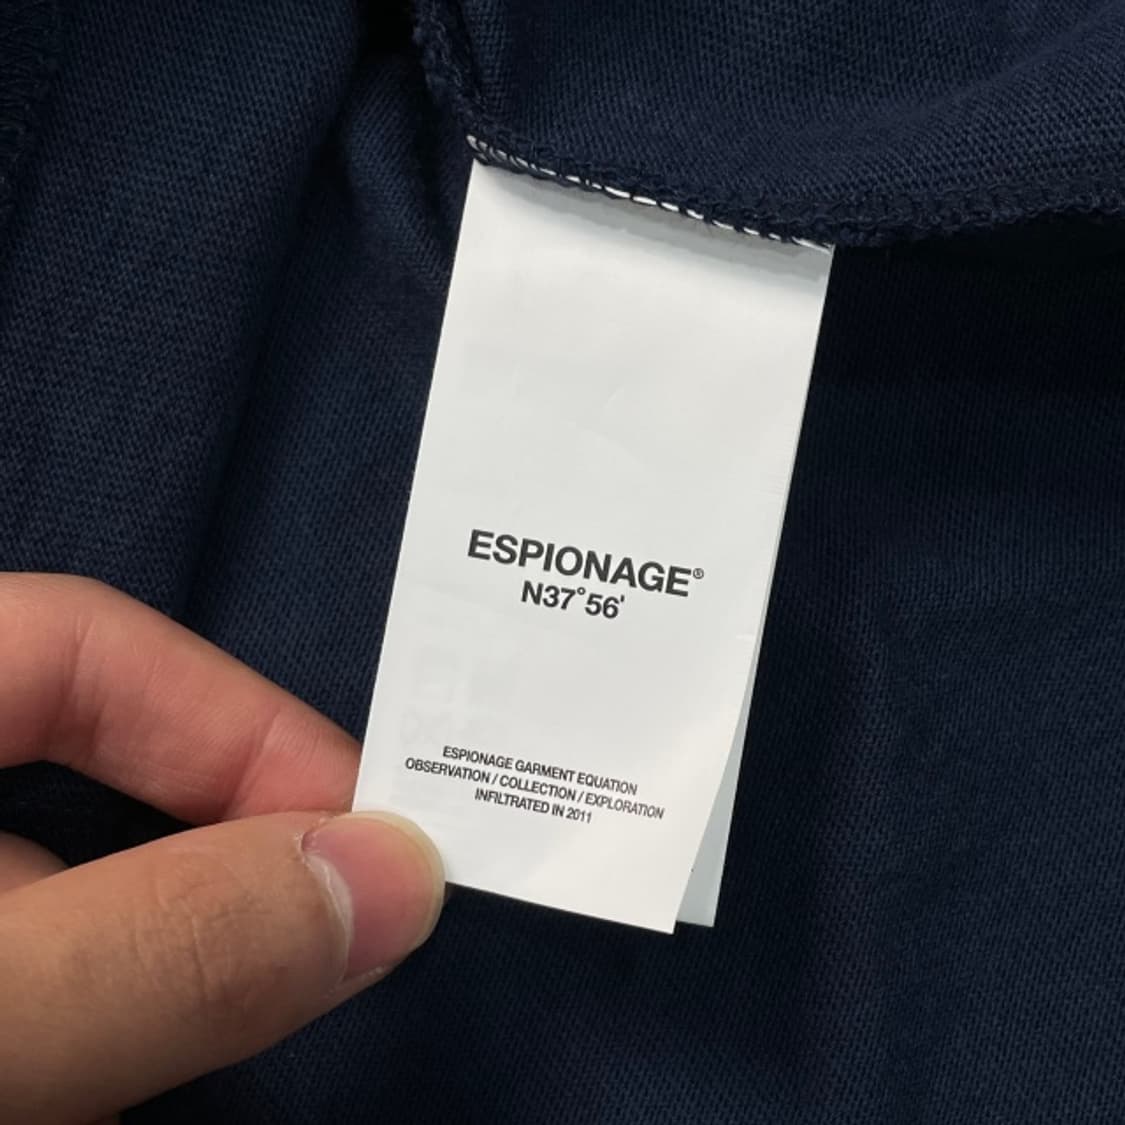 ESPIONAGE®
N37°56'
ESPIONAGE GARMENT EQUATION
OBSERVATION / COLLECTION / EXPLORATION
INFILTRATED IN 2011